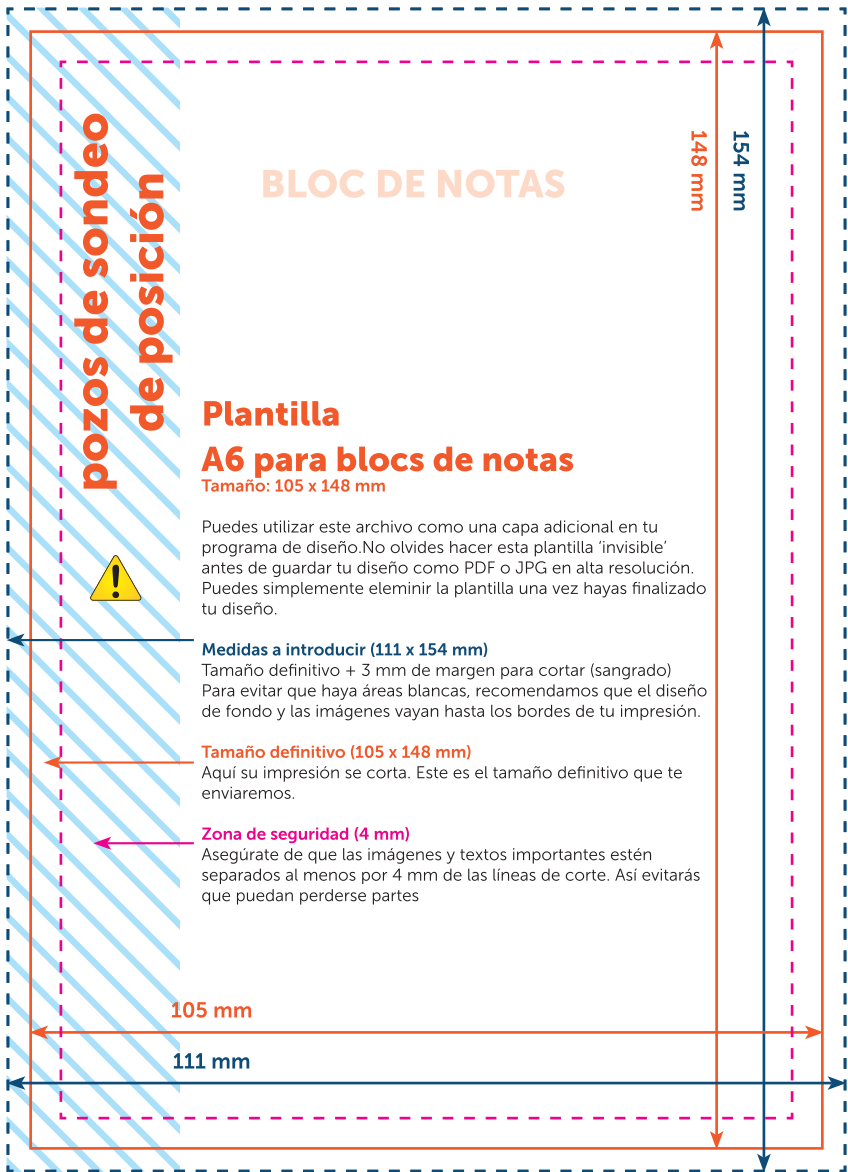 pozos de sondeo
de posición
BLOC DE NOTAS
148 mm
154 mm
Plantilla
A6 para blocs de notas
Tamaño: 105 x 148 mm
Puedes utilizar este archivo como una capa adicional en tu
programa de diseño.No olvides hacer esta plantilla ‘invisible’
antes de guardar tu diseño como PDF o JPG en alta resolución.
Puedes simplemente eleminir la plantilla una vez hayas finalizado
tu diseño.
Medidas a introducir (111 x 154 mm)
Tamaño definitivo + 3 mm de margen para cortar (sangrado)
Para evitar que haya áreas blancas, recomendamos que el diseño
de fondo y las imágenes vayan hasta los bordes de tu impresión.
Tamaño definitivo (105 x 148 mm)
Aquí su impresión se corta. Este es el tamaño definitivo que te
enviaremos.
Zona de seguridad (4 mm)
Asegúrate de que las imágenes y textos importantes estén
separados al menos por 4 mm de las líneas de corte. Así evitarás
que puedan perderse partes
105 mm
111 mm